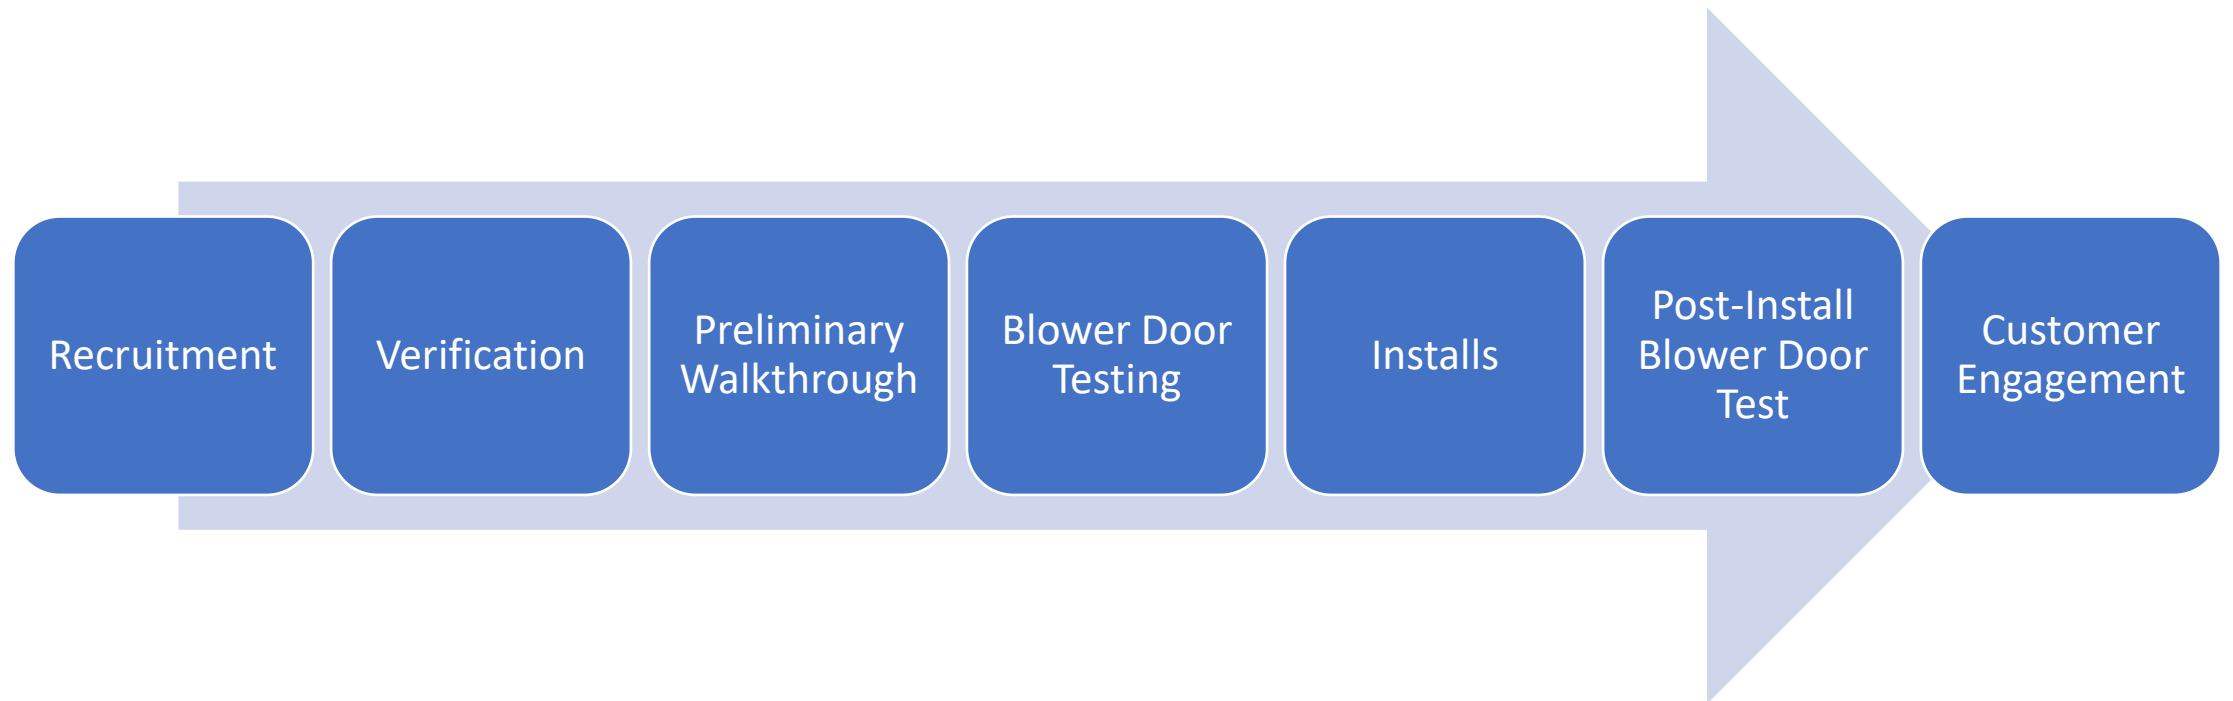 Recruitment
Verification
Preliminary
Walkthrough
Blower Door
Testing
Installs
Post-Install
Blower Door
Test
Customer
Engagement